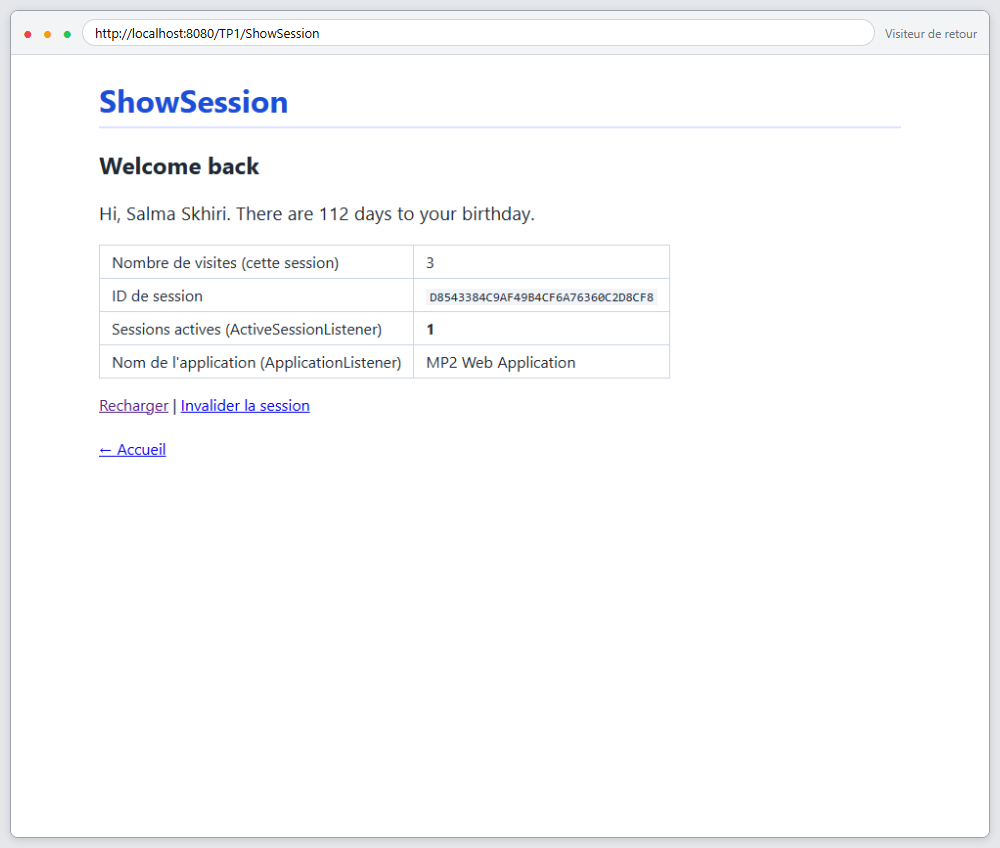 http://localhost:8080/TP1/ShowSession Visiteur de retour
ShowSession
Welcome back
Hi, Salma Skhiri. There are 112 days to your birthday.
Nombre de visites (cette session) 3
ID de session D8543384C9AF49B4CF6A76360C2D8CF8
Sessions actives (ActiveSessionListener) 1
Nom de l'application (ApplicationListener) MP2 Web Application
Recharger | Invalider la session
← Accueil